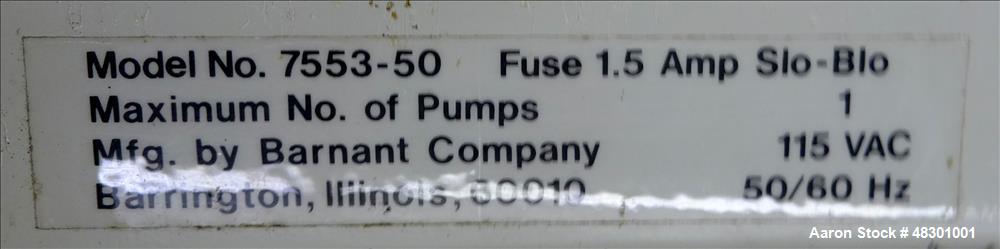 Model No. 7553-50 Fuse 1.5 Amp Slo-Blo
Maximum No. of Pumps 1
Mfg. by Barnant Company 115 VAC
Barrington, Illinois, 60010 50/60 Hz
Aaron Stock # 48301001